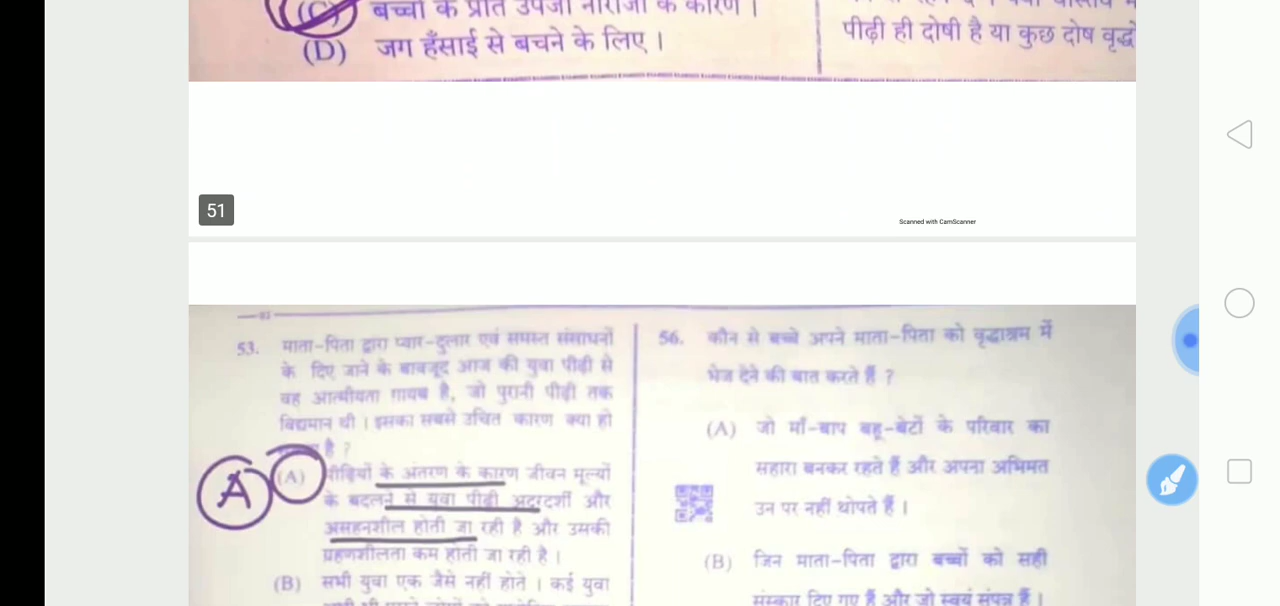 (C) बच्चों के प्रति उपजी नाराजी के कारण ।
(D) जग हँसाई से बचने के लिए ।
पीढ़ी ही दोषी है या कुछ दोष वृद्धों
51
Scanned with CamScanner
53. माता-पिता द्वारा प्यार-दुलार एवं समस्त संसाधनों
के दिए जाने के बावजूद आज की युवा पीढ़ी से
वह आत्मीयता ग़ायब है, जो पुरानी पीढ़ी तक
विद्यमान थी । इसका सबसे उचित कारण क्या हो
है ?
A
(A) पीढ़ियों के अंतरण के कारण जीवन मूल्यों
के बदलने से युवा पीढ़ी अदूरदर्शी और
असहनशील होती जा रही है और उसकी
ग्रहणशीलता कम होती जा रही है ।
(B) सभी युवा एक जैसे नहीं होते । कई युवा
56. कौन से बच्चे अपने माता-पिता को वृद्धाश्रम में
भेज देने की बात करते हैं ?
(A) जो माँ-बाप बहू-बेटों के परिवार का
सहारा बनकर रहते हैं और अपना अभिमत
उन पर नहीं थोपते हैं ।
(B) जिन माता-पिता द्वारा बच्चों को सही
संस्कार दिए गए हैं और जो स्वयं संपन्न हैं ।